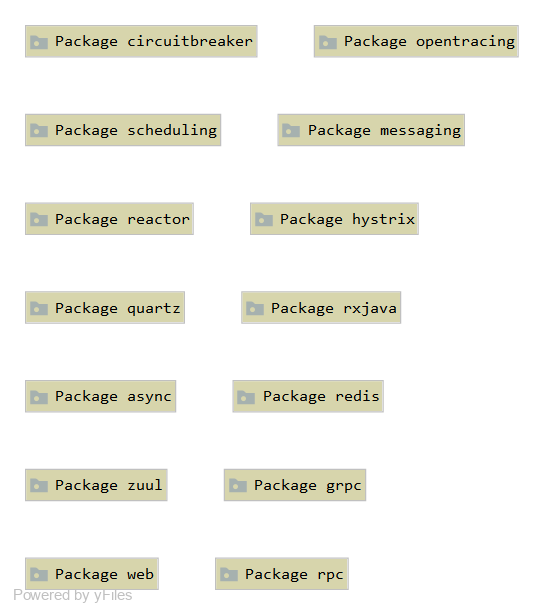 Package circuitbreaker
Package opentracing
Package scheduling
Package messaging
Package reactor
Package hystrix
Package quartz
Package rxjava
Package async
Package redis
Package zuul
Package grpc
Package web
Package rpc
Powered by yFiles